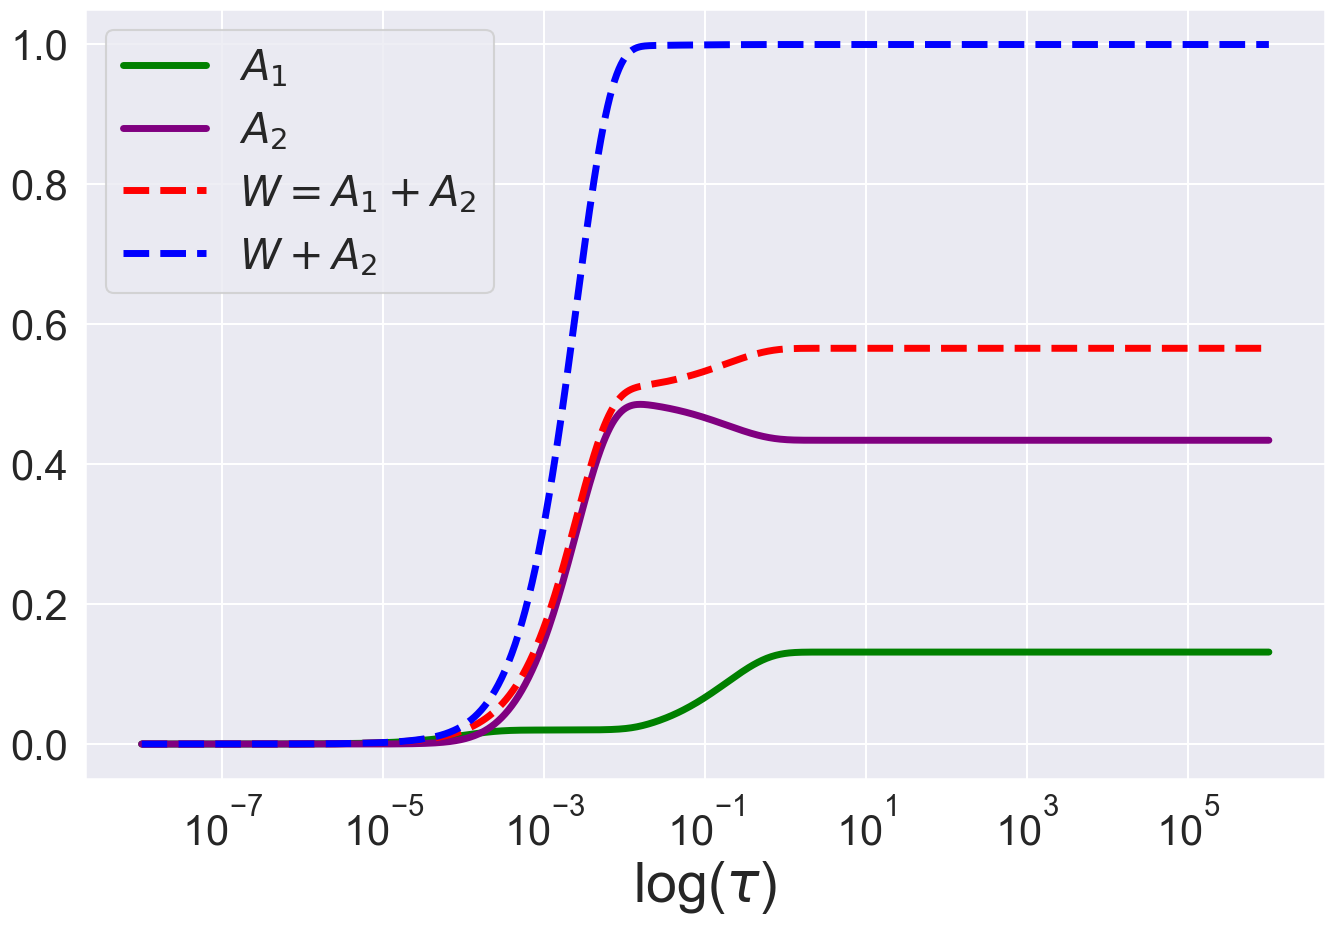 1.0
0.8
0.6
0.4
0.2
0.0
A₁
A₂
W = A₁ + A₂
W + A₂
10⁻⁷ 10⁻⁵ 10⁻³ 10⁻¹ 10¹ 10³ 10⁵
log(τ)